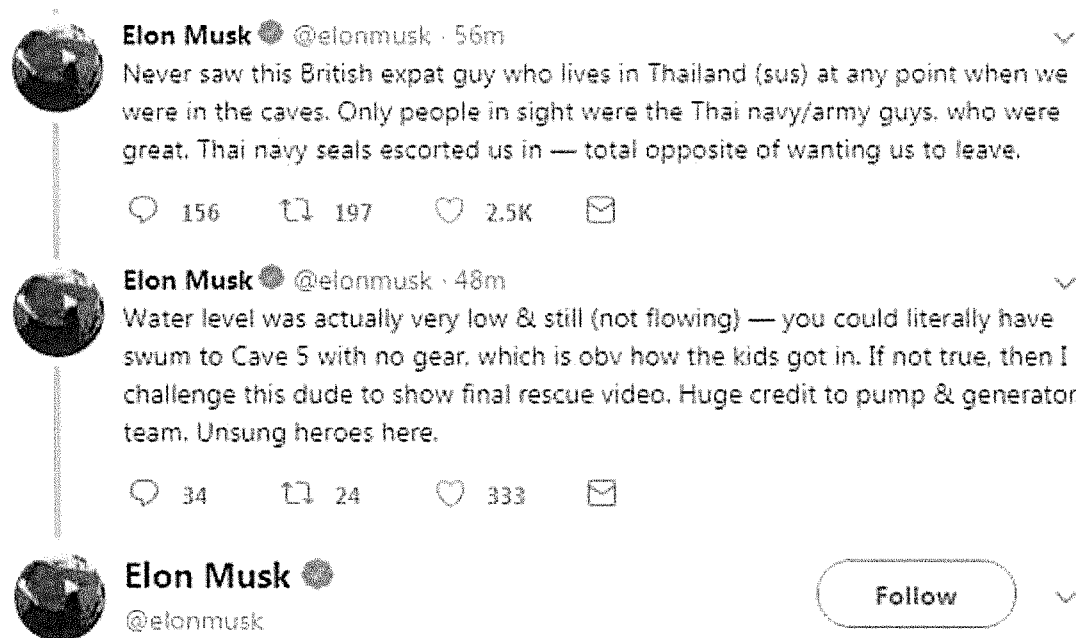 Elon Musk @elonmusk · 56m
Never saw this British expat guy who lives in Thailand (sus) at any point when we
were in the caves. Only people in sight were the Thai navy/army guys. who were
great. Thai navy seals escorted us in — total opposite of wanting us to leave.
156 197 2.5K
Elon Musk @elonmusk · 48m
Water level was actually very low & still (not flowing) — you could literally have
swum to Cave 5 with no gear. which is obv how the kids got in. If not true, then I
challenge this dude to show final rescue video. Huge credit to pump & generator
team. Unsung heroes here.
34 24 333
Elon Musk
Follow
@elonmusk